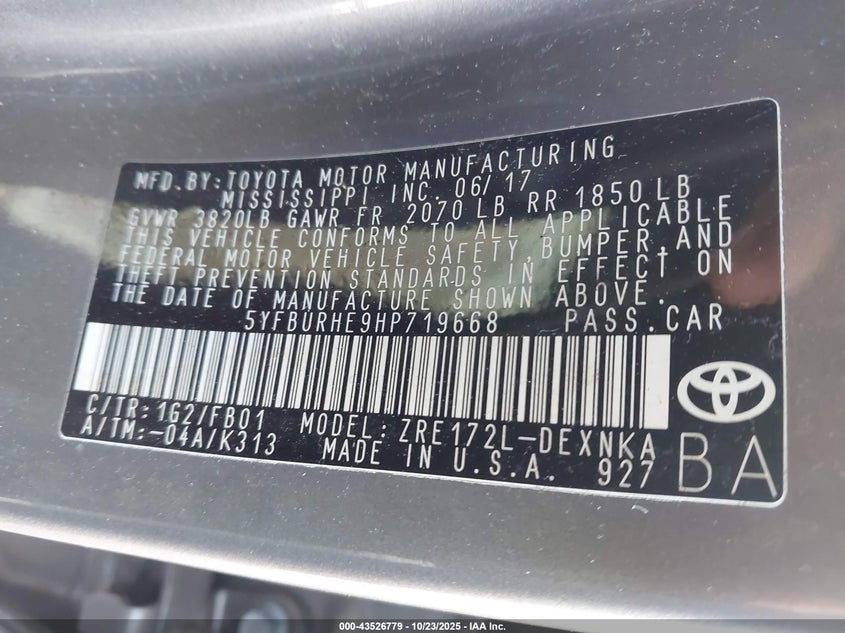 MFD.BY:TOYOTA MOTOR MANUFACTURING
MISSISSIPPI INC. 06/17
GVWR 3820LB GAWR FR 2070 LB RR 1850 LB
THIS VEHICLE CONFORMS TO ALL APPLICABLE
FEDERAL MOTOR VEHICLE SAFETY, BUMPER, AND
THEFT PREVENTION STANDARDS IN EFFECT ON
THE DATE OF MANUFACTURE SHOWN ABOVE.
5YFBURHE9HP719668 PASS.CAR
C/TR:1G2/FB01 MODEL: ZRE172L-DEXNKA
A/TM:-04A/K313 MADE IN U.S.A. 927
BA
000-43526779 - 10/23/2025 - IAA Inc.